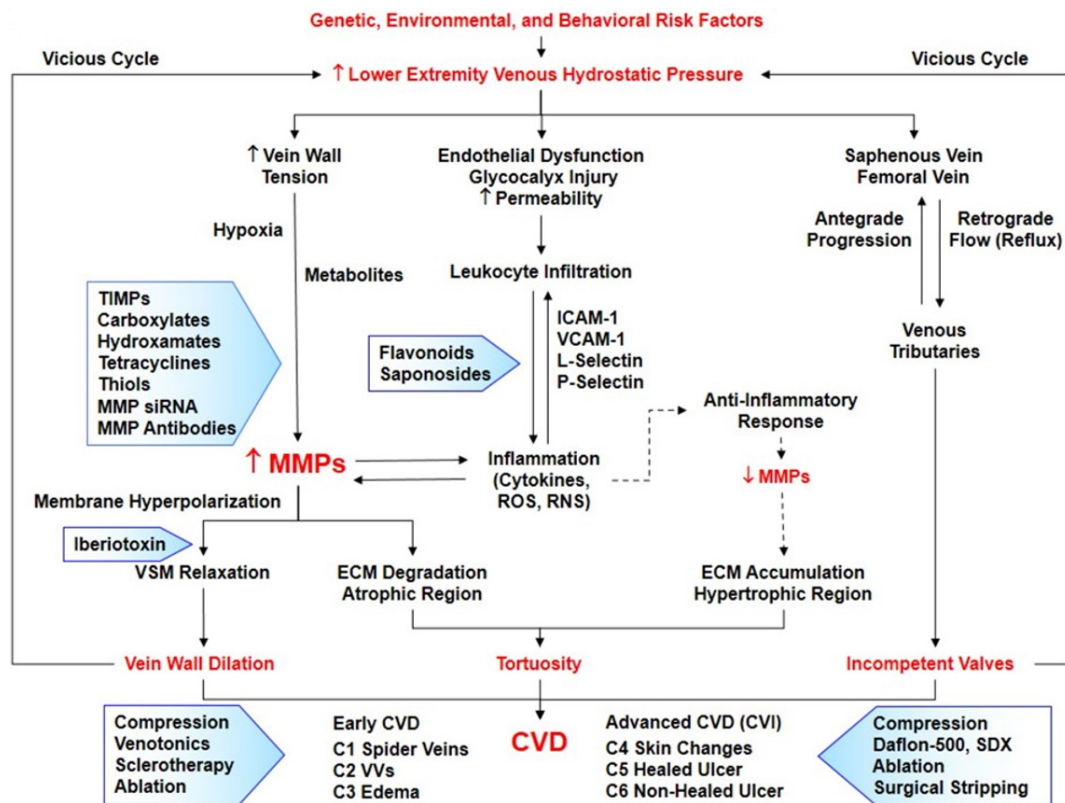 Genetic, Environmental, and Behavioral Risk Factors
Vicious Cycle
↑ Lower Extremity Venous Hydrostatic Pressure
Vicious Cycle
↑ Vein Wall
Tension
Endothelial Dysfunction
Glycocalyx Injury
↑ Permeability
Saphenous Vein
Femoral Vein
Hypoxia
Metabolites
Antegrade
Progression
Retrograde
Flow (Reflux)
Leukocyte Infiltration
TIMPs
Carboxylates
Hydroxamates
Tetracyclines
Thiols
MMP siRNA
MMP Antibodies
Flavonoids
Saponosides
ICAM-1
VCAM-1
L-Selectin
P-Selectin
Venous
Tributaries
Anti-Inflammatory
Response
↑ MMPs
Inflammation
(Cytokines,
ROS, RNS)
↓ MMPs
Membrane Hyperpolarization
Iberiotoxin
VSM Relaxation
ECM Degradation
Atrophic Region
ECM Accumulation
Hypertrophic Region
Vein Wall Dilation
Tortuosity
Incompetent Valves
Compression
Venotonics
Sclerotherapy
Ablation
Early CVD
C1 Spider Veins
C2 VVs
C3 Edema
CVD
Advanced CVD (CVI)
C4 Skin Changes
C5 Healed Ulcer
C6 Non-Healed Ulcer
Compression
Daflon-500, SDX
Ablation
Surgical Stripping